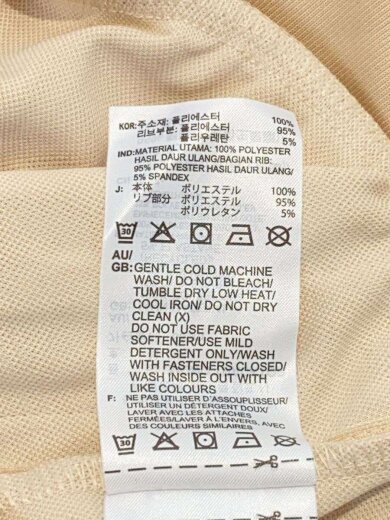 KOR:주소재: 폴리에스터 100%
리브부분: 폴리에스터 95%
폴리우레탄 5%
IND:MATERIAL UTAMA: 100% POLYESTER
HASIL DAUR ULANG/BAGIAN RIB:
95% POLYESTER HASIL DAUR ULANG/
5% SPANDEX
J: 本体 ポリエステル 100%
リブ部分 ポリエステル 95%
ポリウレタン 5%
30
AU/
GB: GENTLE COLD MACHINE
WASH/ DO NOT BLEACH/
TUMBLE DRY LOW HEAT/
COOL IRON/ DO NOT DRY
CLEAN (X)
DO NOT USE FABRIC
SOFTENER/USE MILD
DETERGENT ONLY/WASH
WITH FASTENERS CLOSED/
WASH INSIDE OUT WITH
LIKE COLOURS
F: NE PAS UTILISER D'ASSOUPLISSEUR/
UTILISER UN DÉTERGENT DOUX/
LAVER AVEC LES ATTACHES
FERMÉES/LAVER À L'ENVERS, AVEC
DES COULEURS SIMILAIRES
30